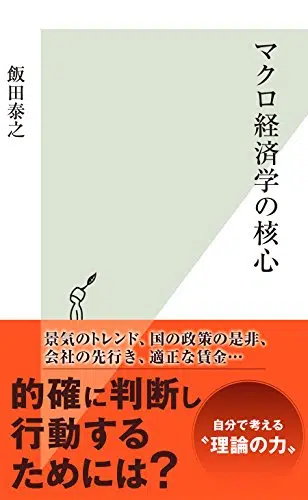 マクロ経済学の核心
飯田泰之
景気のトレンド、国の政策の是非、
会社の先行き、適正な賃金…
的確に判断し
行動する
ためには?
自分で考える
〝理論の力〟